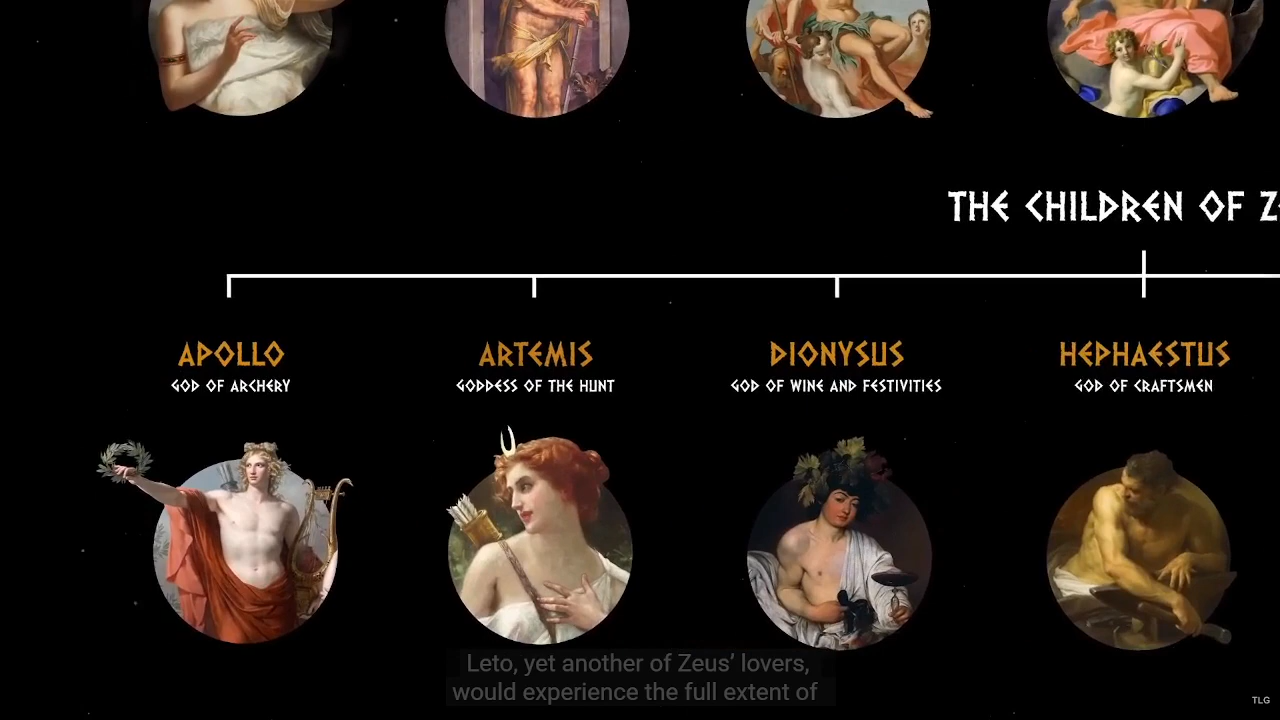 THE CHILDREN OF Z
APOLLO
GOD OF ARCHERY
ARTEMIS
GODDESS OF THE HUNT
DIONYSUS
GOD OF WINE AND FESTIVITIES
HEPHAESTUS
GOD OF CRAFTSMEN
Leto, yet another of Zeus’ lovers,
would experience the full extent of
TLG